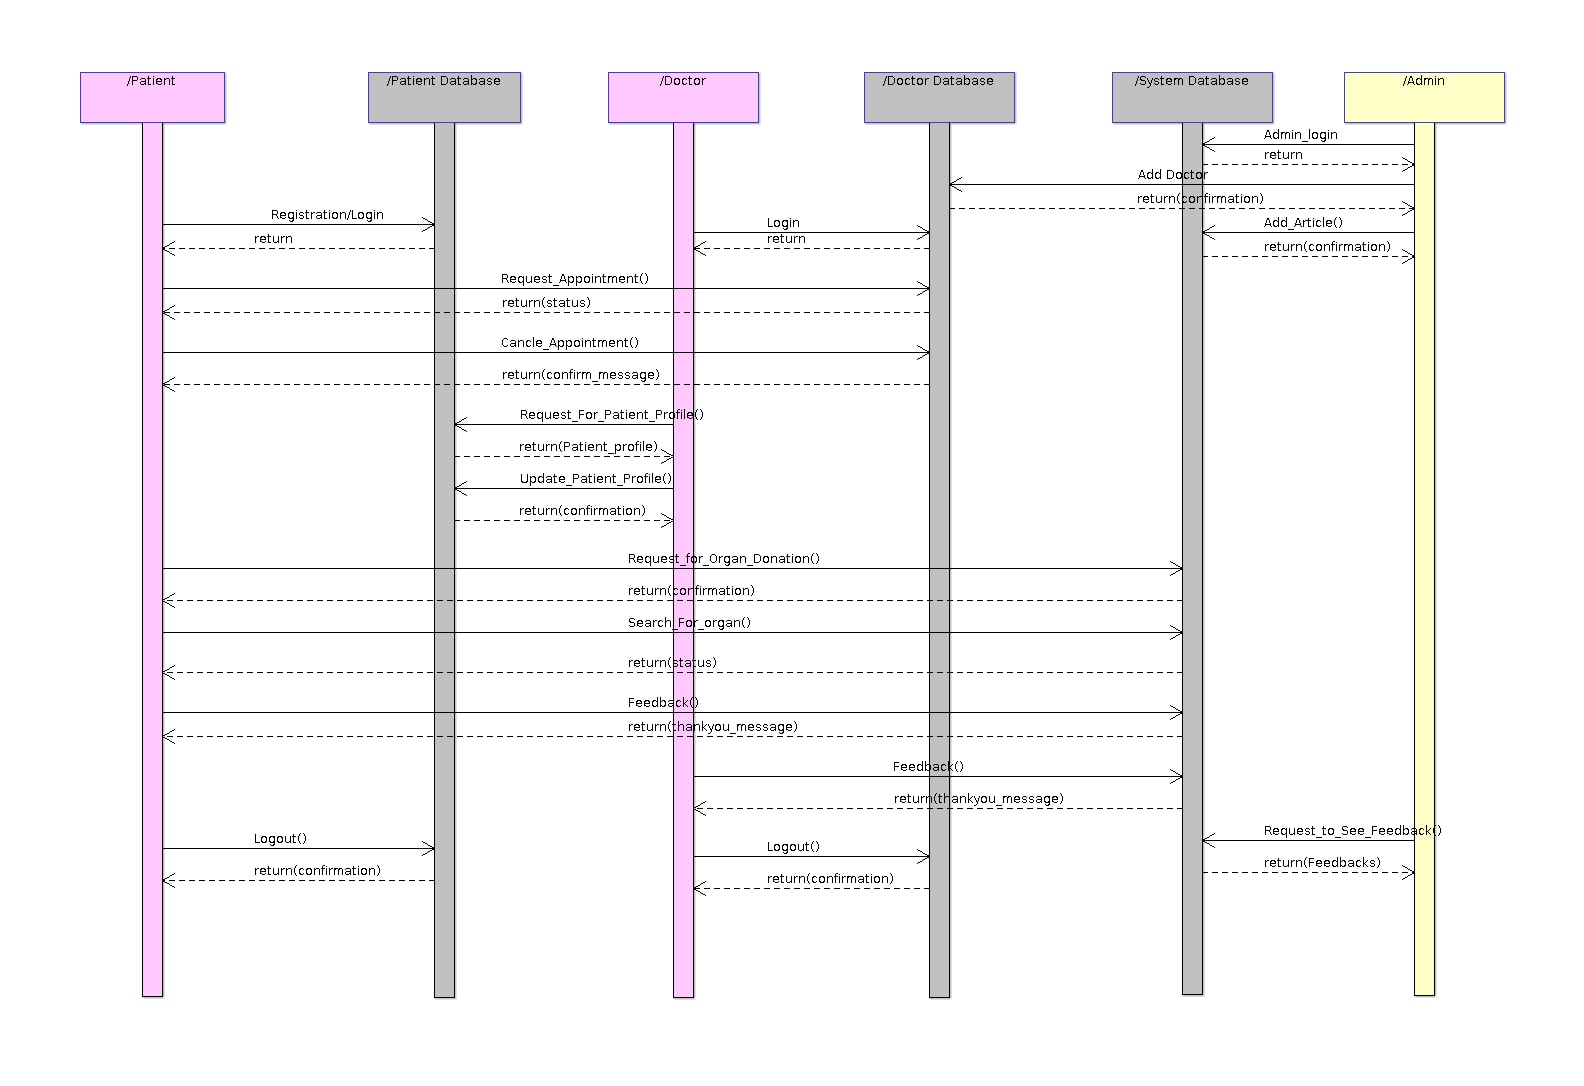 /Patient
/Patient Database
/Doctor
/Doctor Database
/System Database
/Admin
Admin_login
return
Add Doctor
return(confirmation)
Registration/Login
Login
Add_Article()
return
return
return(confirmation)
Request_Appointment()
return(status)
Cancle_Appointment()
return(confirm_message)
Request_For_Patient_Profile()
return(Patient_profile)
Update_Patient_Profile()
return(confirmation)
Request_for_Organ_Donation()
return(confirmation)
Search_For_organ()
return(status)
Feedback()
return(thankyou_message)
Feedback()
return(thankyou_message)
Request_to_See_Feedback()
Logout()
Logout()
return(Feedbacks)
return(confirmation)
return(confirmation)